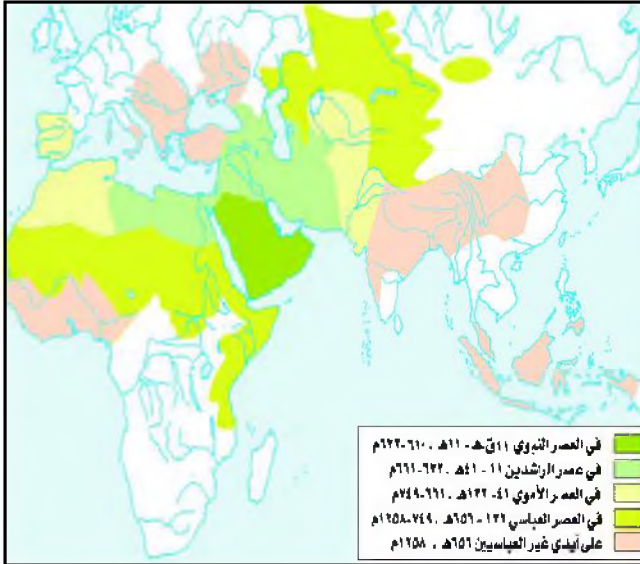 في العصر النبوي ١١ق.هـ - ١١هـ ، ٦١٠-٦٣٢م
في عصر الراشدين ١١ - ٤١هـ ، ٦٣٢-٦٦١م
في العصر الأموي ٤١- ١٣٢هـ ، ٦٦١-٧٤٩م
في العصر العباسي ١٣٢-٦٥٦هـ ، ٧٤٩-١٢٥٨م
على أيدي غير العباسيين ٦٥٦هـ ، ١٢٥٨م